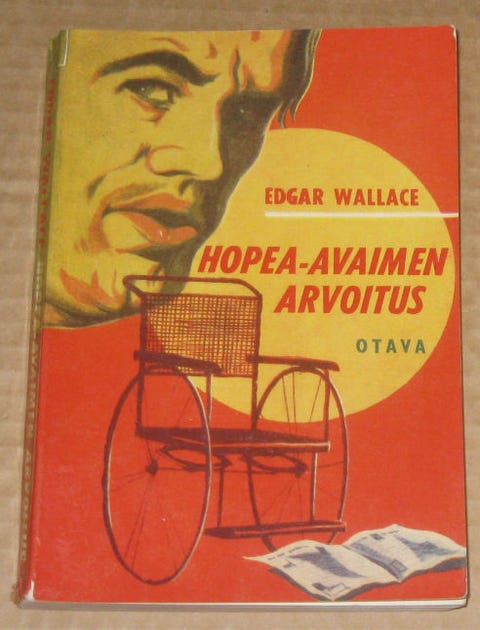 EDGAR WALLACE
HOPEA-AVAIMEN
ARVOITUS
OTAVA